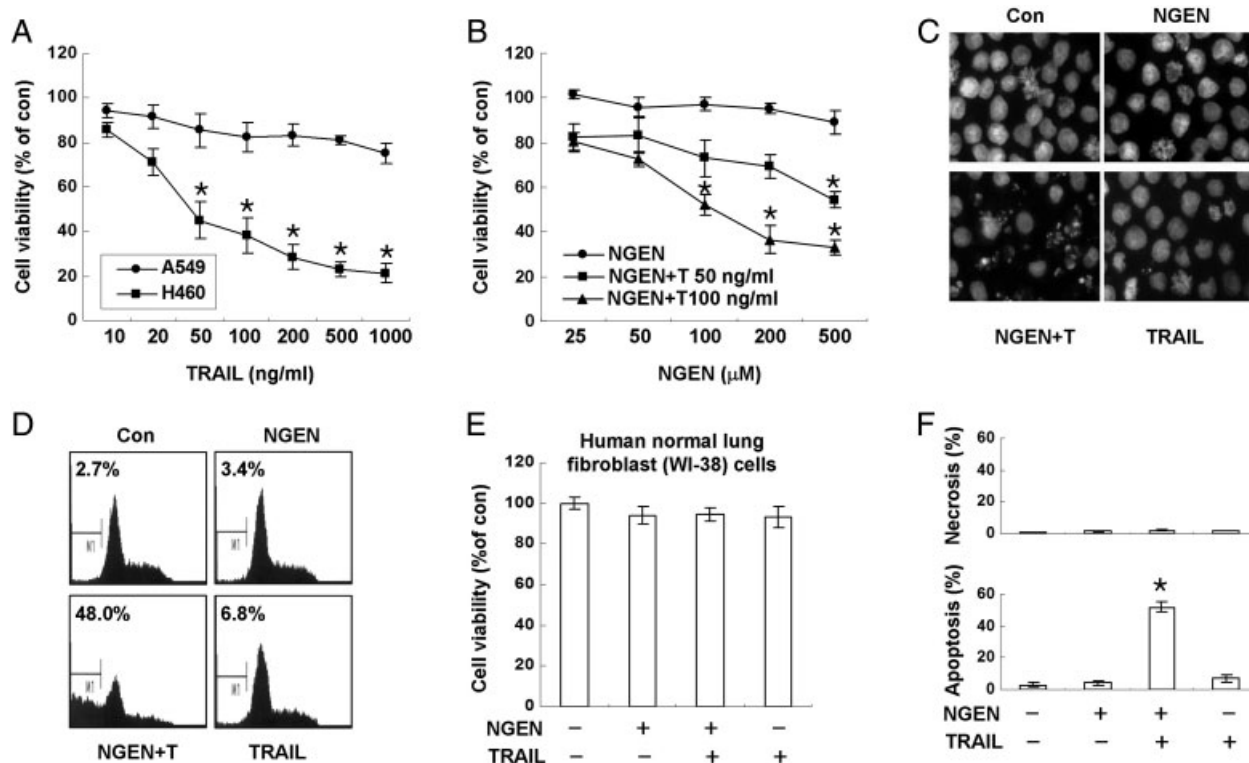 A
120
100
80
60
40
20
0
Cell viability (% of con)
* * * * *
A549
H460
10 20 50 100 200 500 1000
TRAIL (ng/ml)
B
120
100
80
60
40
20
0
Cell viability (% of con)
* * * *
NGEN
NGEN+T 50 ng/ml
NGEN+T100 ng/ml
25 50 100 200 500
NGEN (µM)
C
Con NGEN
NGEN+T TRAIL
D
Con NGEN
2.7% 3.4%
M1 M1
48.0% 6.8%
M1 M1
NGEN+T TRAIL
E
Human normal lung
fibroblast (WI-38) cells
120
100
80
60
40
20
0
Cell viability (%of con)
NGEN – + + –
TRAIL – – + +
F
60
40
20
0
Necrosis (%)
60
40
20
0
Apoptosis (%)
*
NGEN – + + –
TRAIL – – + +